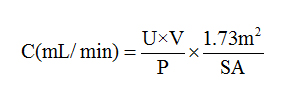 C(mL/ min) = U×V/P × 1.73m²/SA